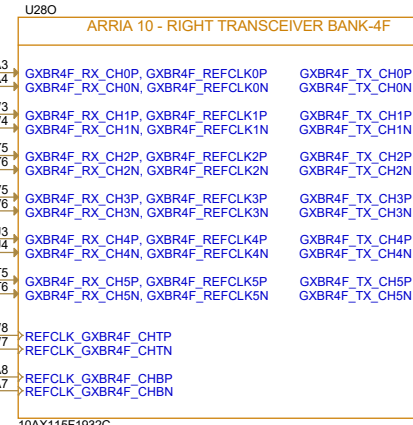 U28O
ARRIA 10 - RIGHT TRANSCEIVER BANK-4F
GXBR4F_RX_CH0P, GXBR4F_REFCLK0P GXBR4F_TX_CH0P
GXBR4F_RX_CH0N, GXBR4F_REFCLK0N GXBR4F_TX_CH0N
GXBR4F_RX_CH1P, GXBR4F_REFCLK1P GXBR4F_TX_CH1P
GXBR4F_RX_CH1N, GXBR4F_REFCLK1N GXBR4F_TX_CH1N
GXBR4F_RX_CH2P, GXBR4F_REFCLK2P GXBR4F_TX_CH2P
GXBR4F_RX_CH2N, GXBR4F_REFCLK2N GXBR4F_TX_CH2N
GXBR4F_RX_CH3P, GXBR4F_REFCLK3P GXBR4F_TX_CH3P
GXBR4F_RX_CH3N, GXBR4F_REFCLK3N GXBR4F_TX_CH3N
GXBR4F_RX_CH4P, GXBR4F_REFCLK4P GXBR4F_TX_CH4P
GXBR4F_RX_CH4N, GXBR4F_REFCLK4N GXBR4F_TX_CH4N
GXBR4F_RX_CH5P, GXBR4F_REFCLK5P GXBR4F_TX_CH5P
GXBR4F_RX_CH5N, GXBR4F_REFCLK5N GXBR4F_TX_CH5N
REFCLK_GXBR4F_CHTP
REFCLK_GXBR4F_CHTN
REFCLK_GXBR4F_CHBP
REFCLK_GXBR4F_CHBN